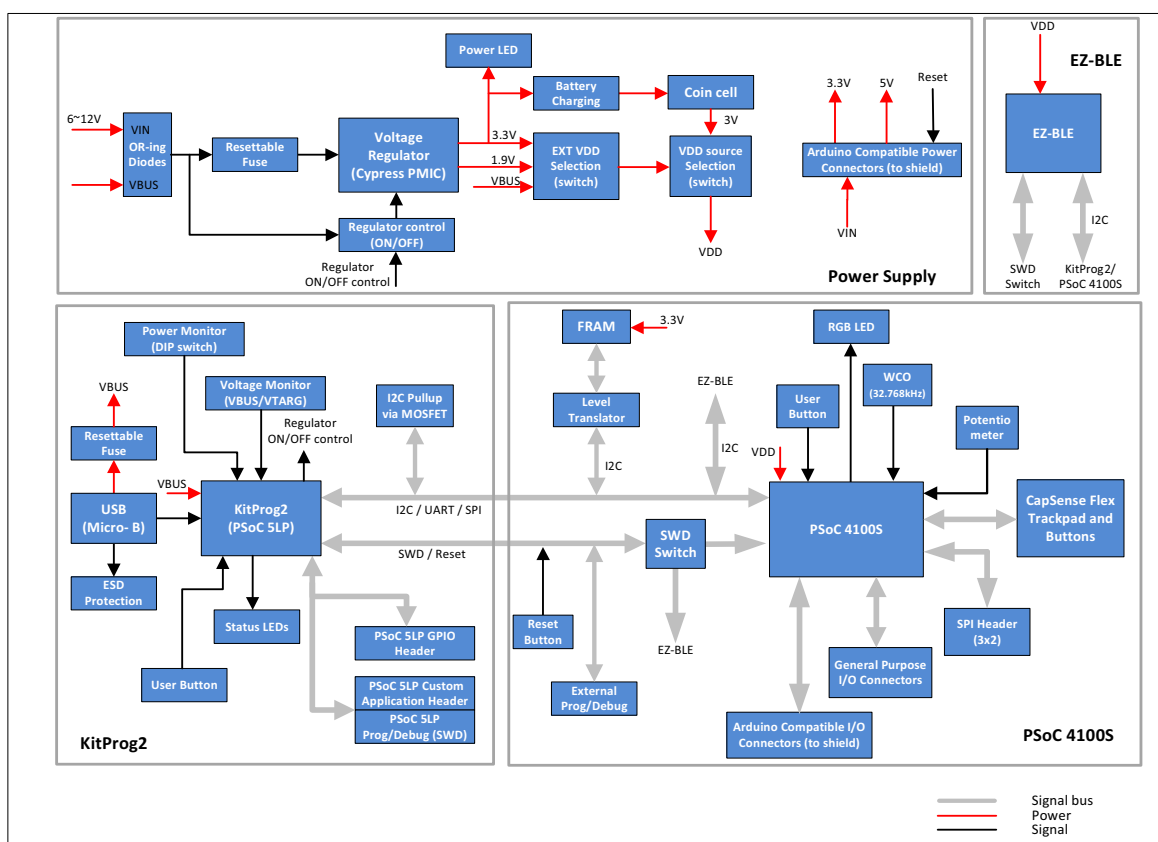 Power LED
Battery
Charging
Coin cell
3V
6~12V
VIN
OR-ing
Diodes
VBUS
Resettable
Fuse
Voltage
Regulator
(Cypress PMIC)
3.3V
1.9V
VBUS
EXT VDD
Selection
(switch)
VDD source
Selection
(switch)
VDD
Regulator control
(ON/OFF)
Regulator
ON/OFF control
3.3V
5V
Reset
Arduino Compatible Power
Connectors (to shield)
VIN
Power Supply
VDD
EZ-BLE
EZ-BLE
I2C
SWD
Switch
KitProg2/
PSoC 4100S
Power Monitor
(DIP switch)
Voltage Monitor
(VBUS/VTARG)
VBUS
Resettable
Fuse
Regulator
ON/OFF control
I2C Pullup
via MOSFET
VBUS
USB
(Micro- B)
KitProg2
(PSoC 5LP)
I2C / UART / SPI
SWD / Reset
ESD
Protection
Status LEDs
User Button
PSoC 5LP GPIO
Header
PSoC 5LP Custom
Application Header
PSoC 5LP
Prog/Debug (SWD)
KitProg2
FRAM
3.3V
Level
Translator
I2C
EZ-BLE
I2C
RGB LED
User
Button
WCO
(32.768kHz)
Potentio
meter
VDD
PSoC 4100S
CapSense Flex
Trackpad and
Buttons
SWD
Switch
EZ-BLE
Reset
Button
External
Prog/Debug
SPI Header
(3x2)
General Purpose
I/O Connectors
Arduino Compatible I/O
Connectors (to shield)
PSoC 4100S
Signal bus
Power
Signal